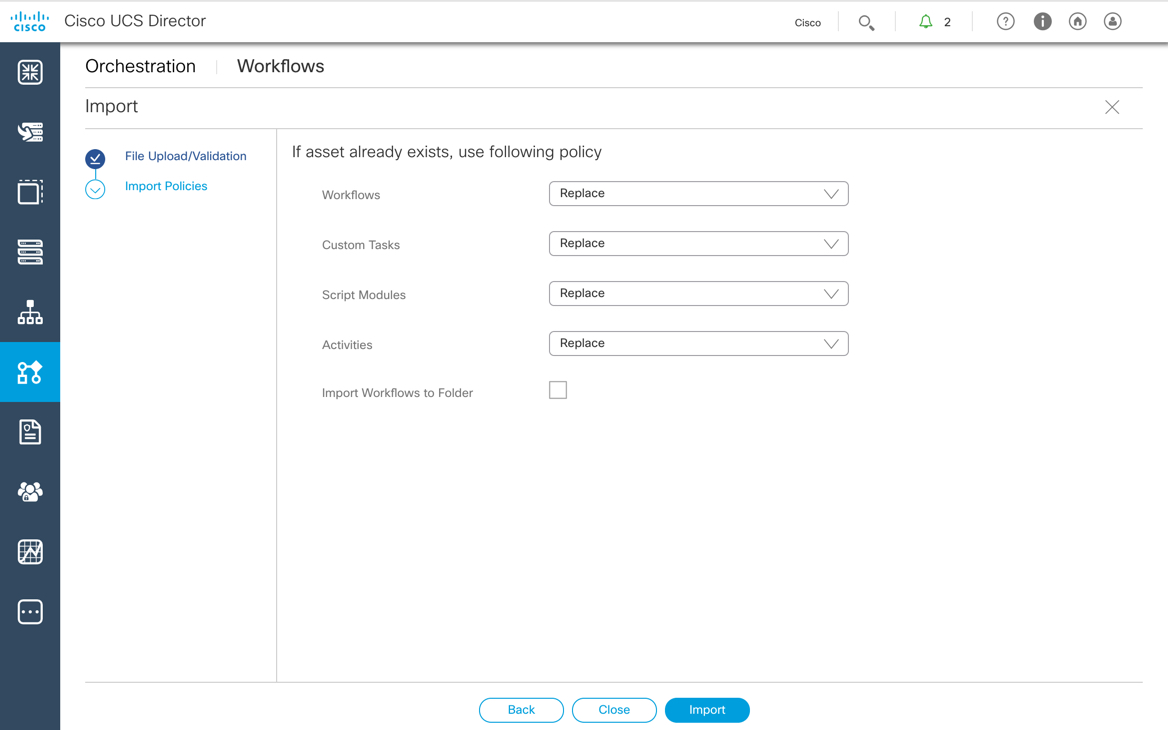 cisco
Cisco UCS Director
Cisco
2
Orchestration
Workflows
Import
File Upload/Validation
Import Policies
If asset already exists, use following policy
Workflows
Replace
Custom Tasks
Replace
Script Modules
Replace
Activities
Replace
Import Workflows to Folder
Back
Close
Import